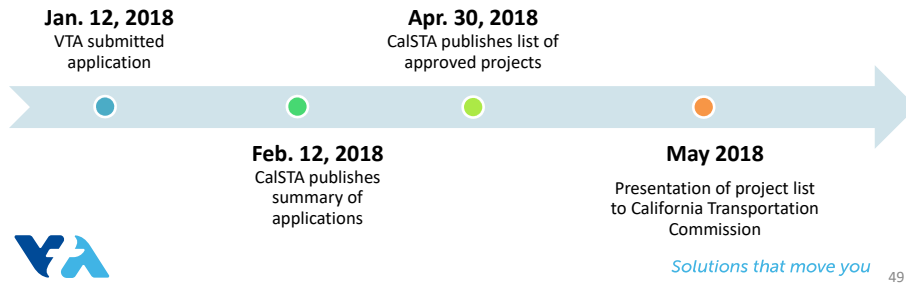 Jan. 12, 2018
VTA submitted
application
Apr. 30, 2018
CalSTA publishes list of
approved projects
Feb. 12, 2018
CalSTA publishes
summary of
applications
May 2018
Presentation of project list
to California Transportation
Commission
VTA
Solutions that move you
49